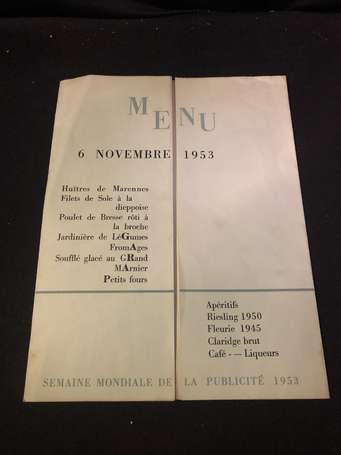 MENU
6 NOVEMBRE 1953
Huîtres de Marennes
Filets de Sole à la
dieppoise
Poulet de Bresse rôti à
la broche
Jardinière de LéGumes
FromAges
Soufflé glacé au GRand
MArnier
Petits fours
Apéritifs
Riesling 1950
Fleurie 1945
Claridge brut
Café - — Liqueurs
SEMAINE MONDIALE DE LA PUBLICITÉ 1953